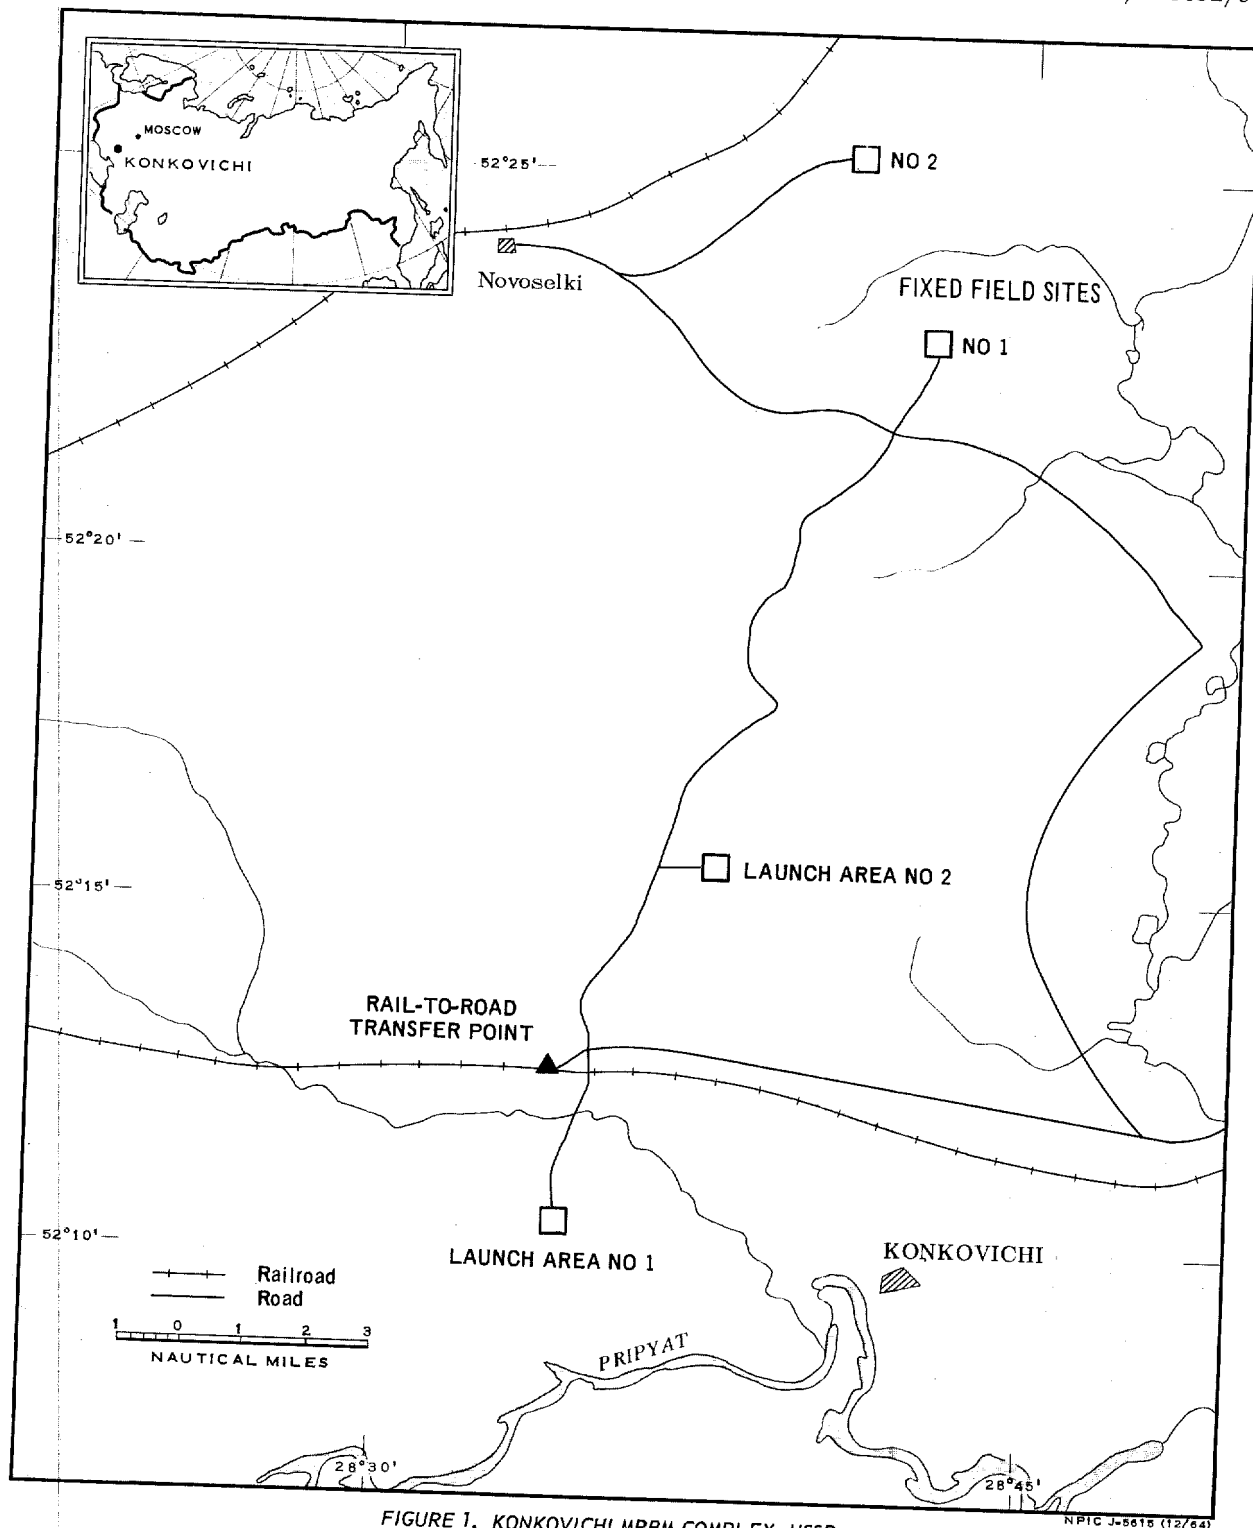 MOSCOW
KONKOVICHI
52°25'
NO 2
Novoselki
FIXED FIELD SITES
NO 1
52°20'
52°15'
LAUNCH AREA NO 2
RAIL-TO-ROAD
TRANSFER POINT
52°10'
LAUNCH AREA NO 1
KONKOVICHI
Railroad
Road
1 0 1 2 3
NAUTICAL MILES
PRIPYAT
28°30'
28°45'
FIGURE 1. KONKOVICHI MRBM COMPLEX, USSR
NPIC J-5615 (12/64)